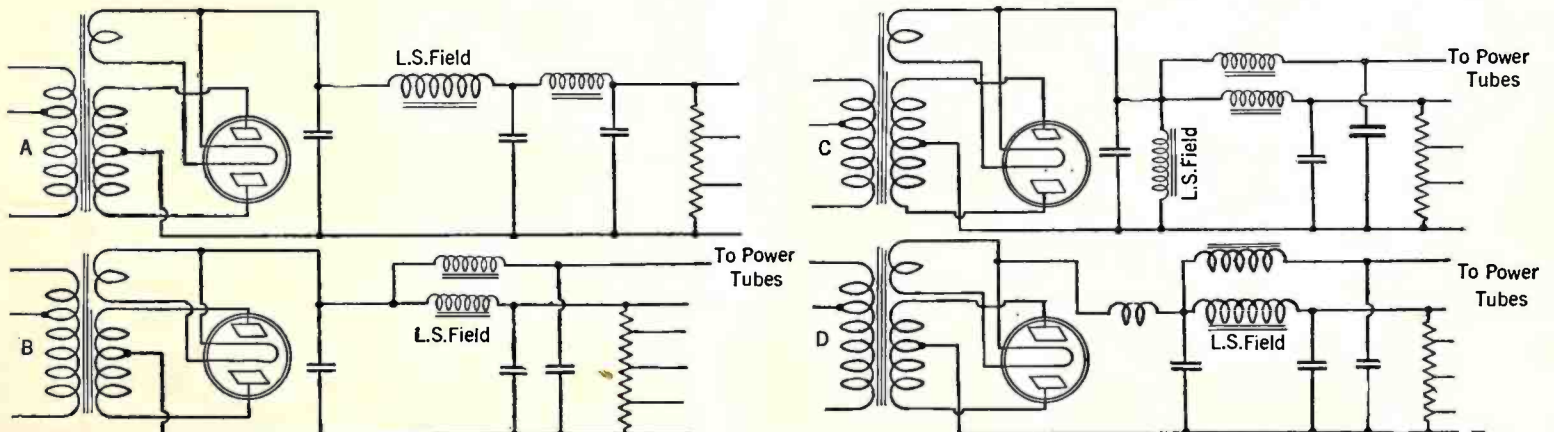 A
L.S.Field
B
To Power
Tubes
L.S.Field
C
To Power
Tubes
L.S.Field
D
To Power
Tubes
L.S.Field